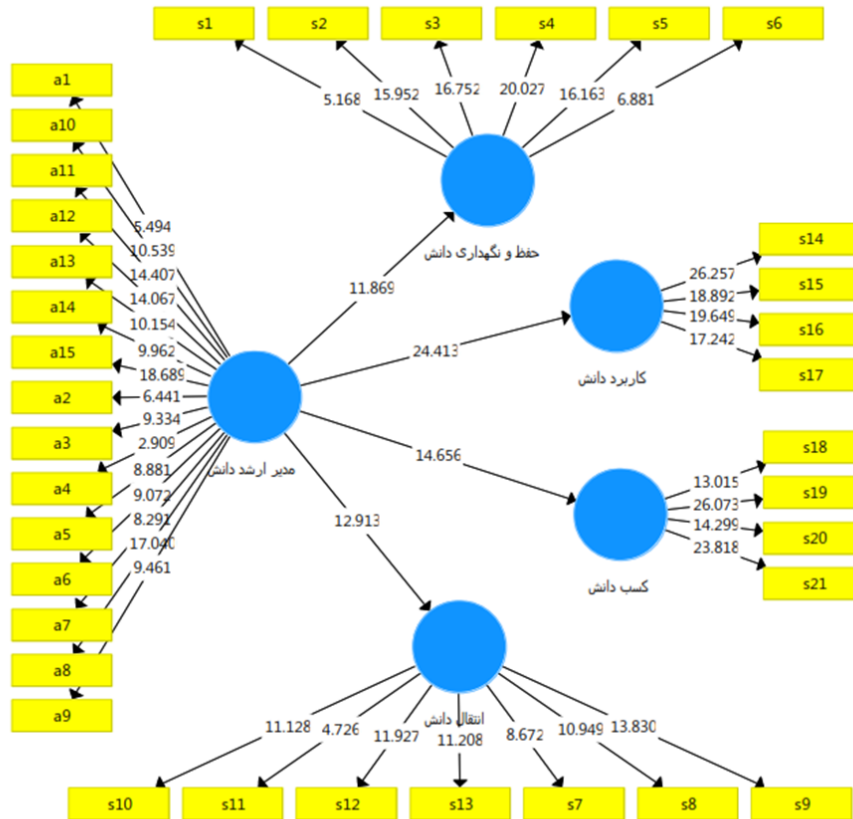 s1 s2 s3 s4 s5 s6
5.168 15.952 16.752 20.027 16.163 6.881
حفظ و نگهداری دانش
a1
a10
a11
a12
a13
a14
a15
a2
a3
a4
a5
a6
a7
a8
a9
5.494
10.539
14.407
14.067
10.154
9.962
18.689
6.441
9.334
2.909
8.881
9.072
8.291
17.040
9.461
مدیر ارشد دانش
11.869
24.413
14.656
12.913
s14
s15
s16
s17
26.257
18.892
19.649
17.242
کاربرد دانش
s18
s19
s20
s21
13.015
26.073
14.299
23.818
کسب دانش
انتقال دانش
11.128 4.726 11.927 11.208 8.672 10.949 13.830
s10 s11 s12 s13 s7 s8 s9